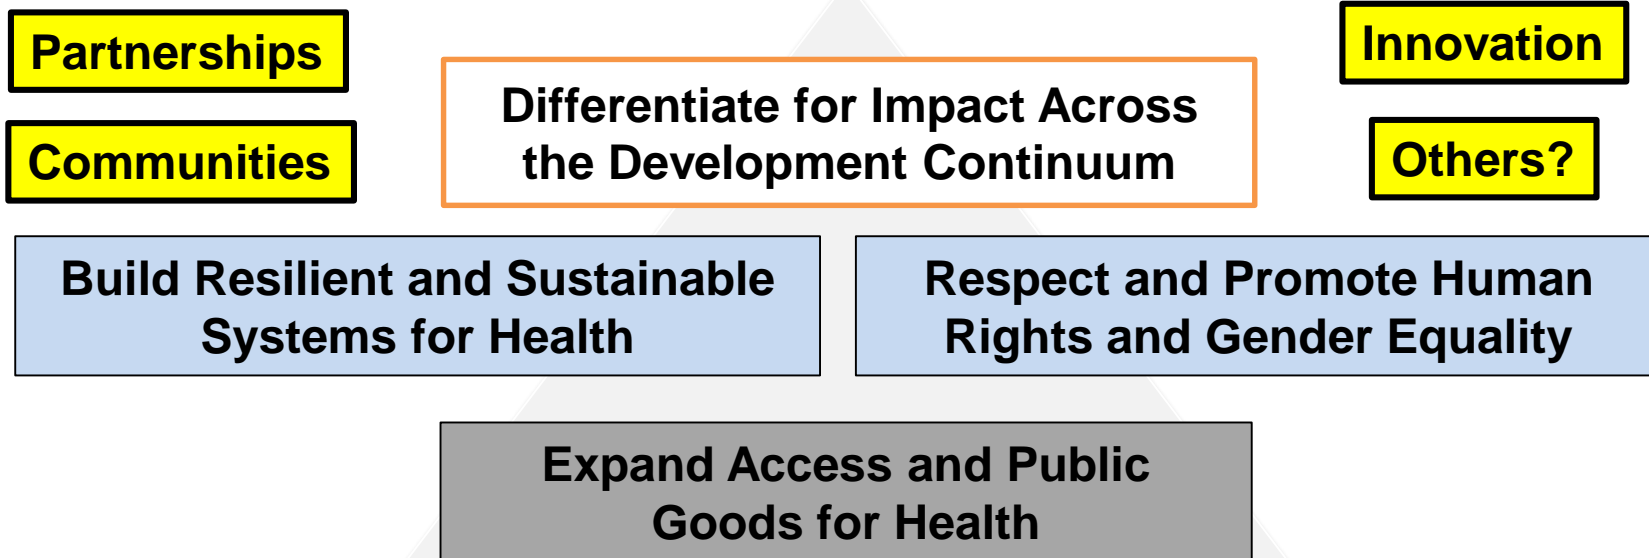 Partnerships
Communities
Differentiate for Impact Across
the Development Continuum
Innovation
Others?
Build Resilient and Sustainable
Systems for Health
Respect and Promote Human
Rights and Gender Equality
Expand Access and Public
Goods for Health